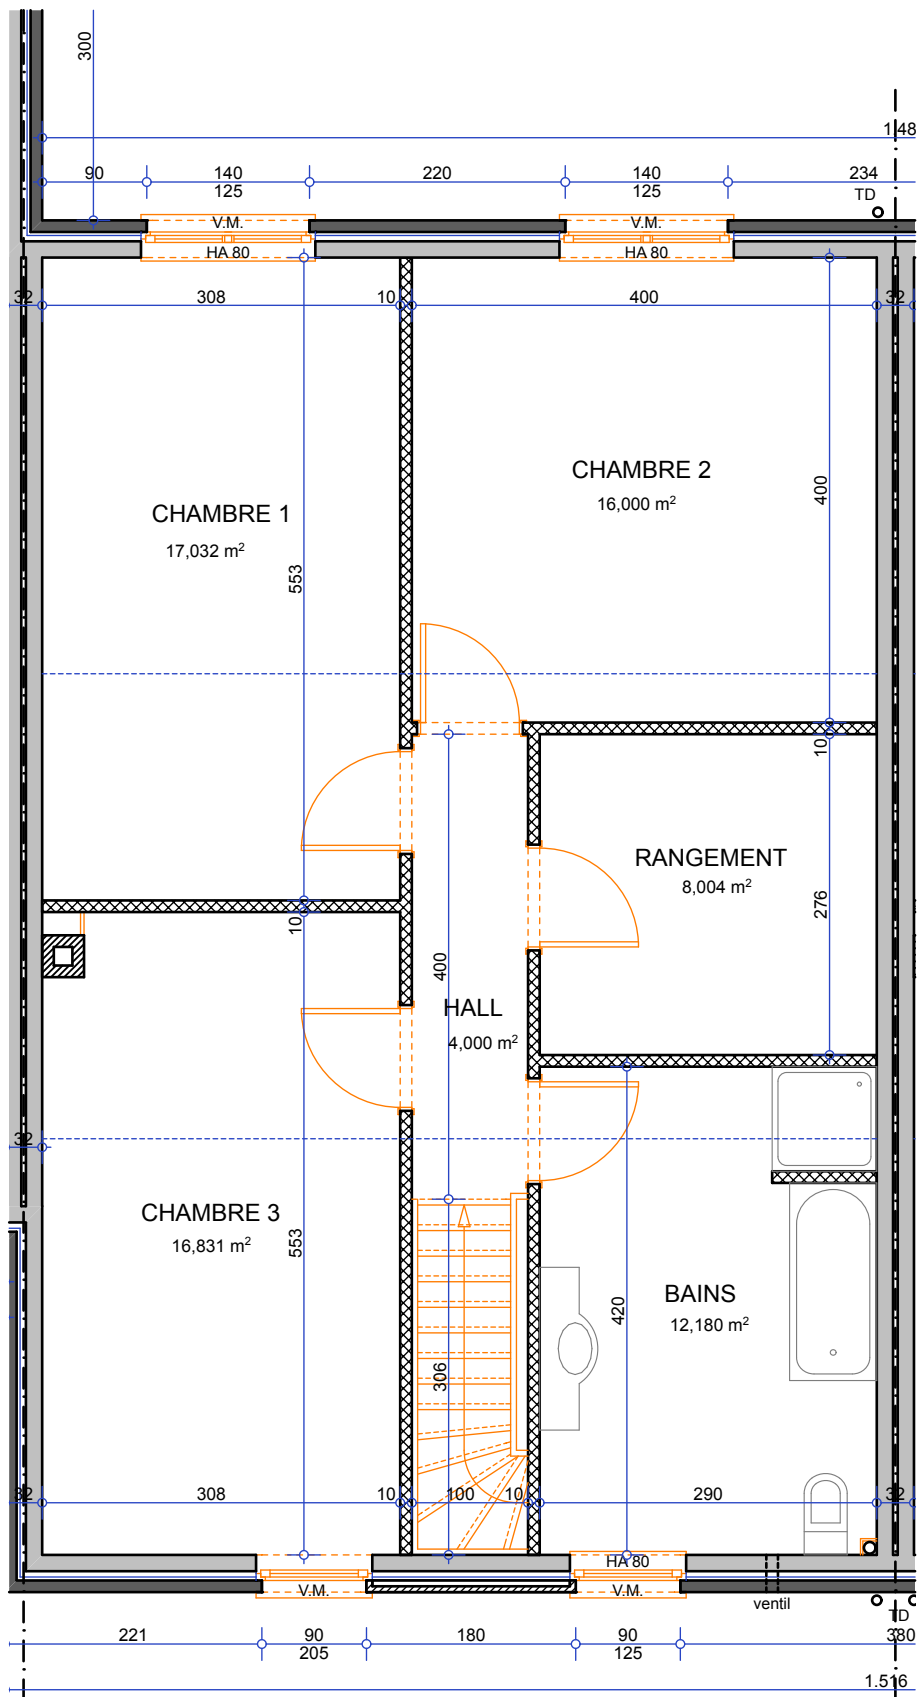 300
1.48
90 140 220 140 234
125 125
TD
V.M. V.M.
HA 80 HA 80
32 308 10 400 32
CHAMBRE 2
16,000 m²
400
CHAMBRE 1
17,032 m²
553
10
RANGEMENT
8,004 m²
276
10
400
HALL
4,000 m²
32
CHAMBRE 3
16,831 m²
553
BAINS
12,180 m²
420
306
32 308 10 100 10 290 32
HA 80
V.M. V.M.
ventil
TD
221 90 180 90 380
205 125
1.516